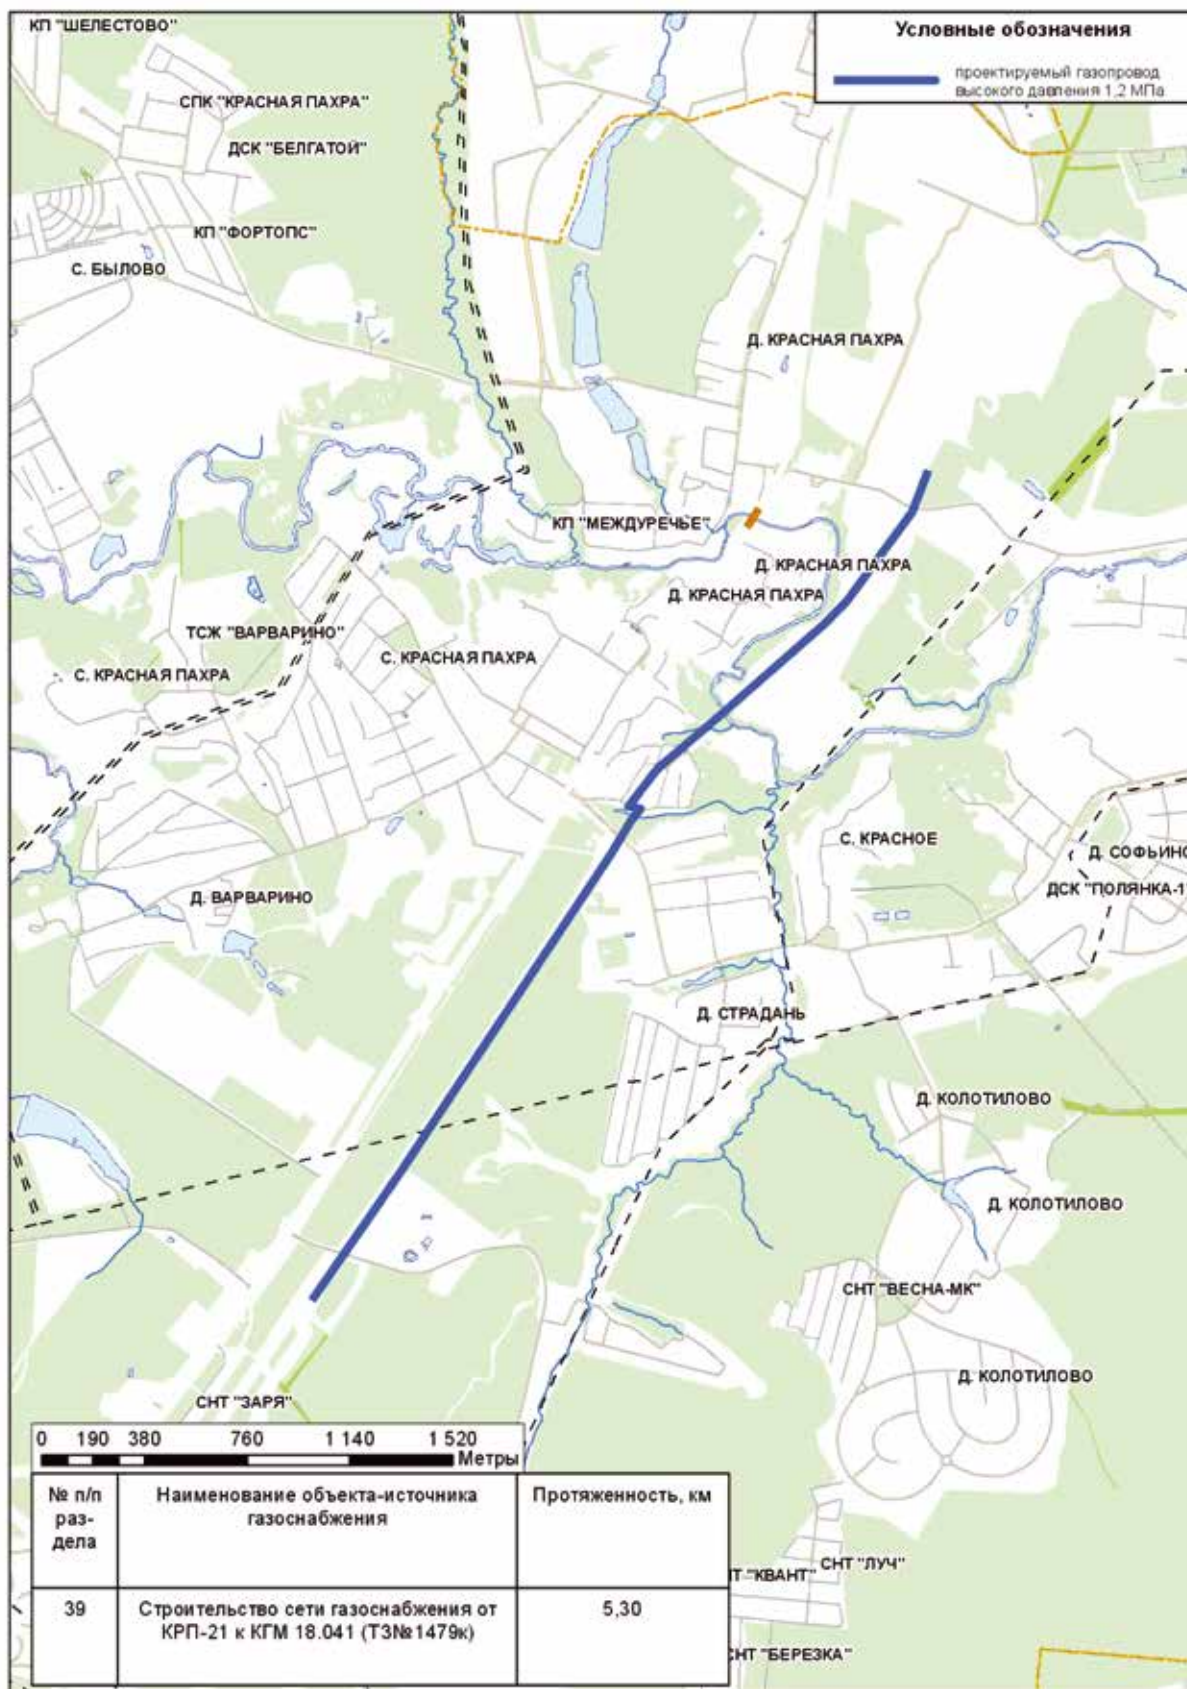 КП "ШЕЛЕСТОВО"
Условные обозначения
проектируемый газопровод
высокого давления 1,2 МПа
СПК "КРАСНАЯ ПАХРА"
ДСК "БЕЛГАТОЙ"
КП "ФОРТОПС"
С. БЫЛОВО
Д. КРАСНАЯ ПАХРА
КП "МЕЖДУРЕЧЬЕ"
Д. КРАСНАЯ ПАХРА
Д. КРАСНАЯ ПАХРА
ТСЖ "ВАРВАРИНО"
С. КРАСНАЯ ПАХРА
С. КРАСНАЯ ПАХРА
С. КРАСНОЕ
Д. СОФЬИНО
ДСК "ПОЛЯНКА-1"
Д. ВАРВАРИНО
Д. СТРАДАНЬ
Д. КОЛОТИЛОВО
Д. КОЛОТИЛОВО
СНТ "ВЕСНА-МК"
Д. КОЛОТИЛОВО
СНТ "ЗАРЯ"
0 190 380 760 1 140 1 520
Метры
№ п/п
раз-
дела
Наименование объекта-источника
газоснабжения
Протяженность, км
39
Строительство сети газоснабжения от
КРП-21 к КГМ 18.041 (ТЗ№1479к)
5,30
НТ "КВАНТ"
СНТ "ЛУЧ"
СНТ "БЕРЕЗКА"